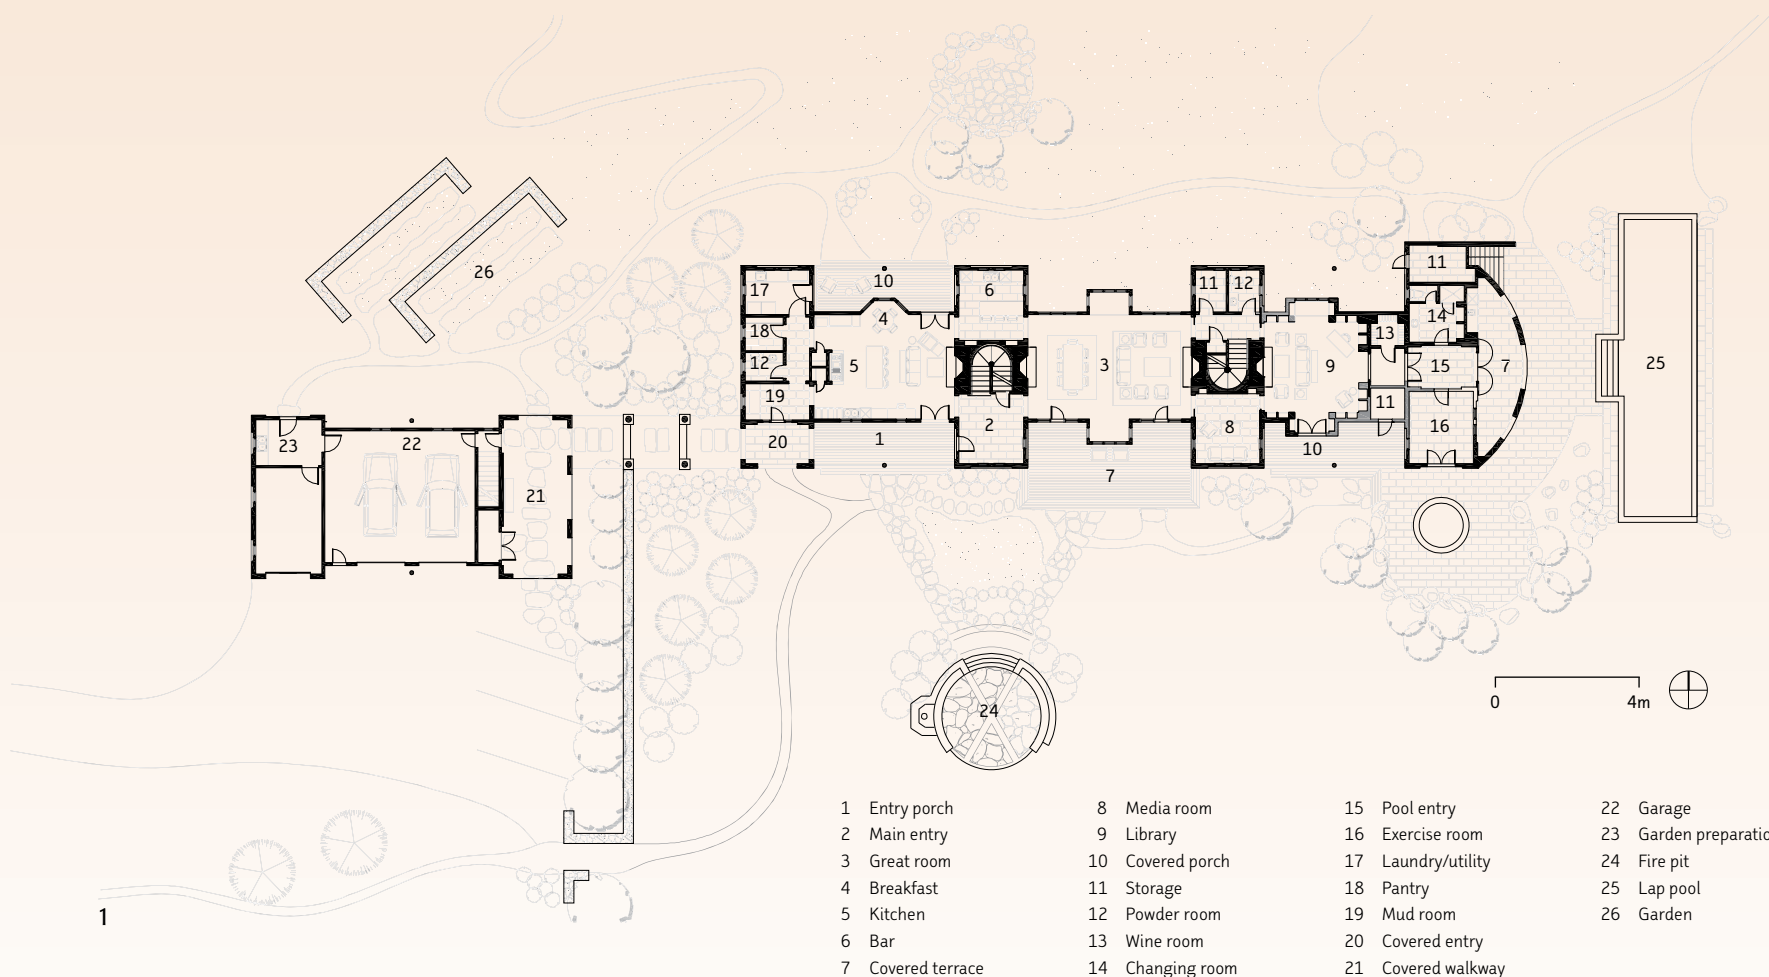 26
10
17
6
11
12
11
18
4
13
14
12
5
3
9
15
7
25
19
11
23
22
20
1
2
8
10
16
21
7
24
0 4m
1 Entry porch
2 Main entry
3 Great room
4 Breakfast
5 Kitchen
6 Bar
7 Covered terrace
8 Media room
9 Library
10 Covered porch
11 Storage
12 Powder room
13 Wine room
14 Changing room
15 Pool entry
16 Exercise room
17 Laundry/utility
18 Pantry
19 Mud room
20 Covered entry
21 Covered walkway
22 Garage
23 Garden preparatio
24 Fire pit
25 Lap pool
26 Garden
1